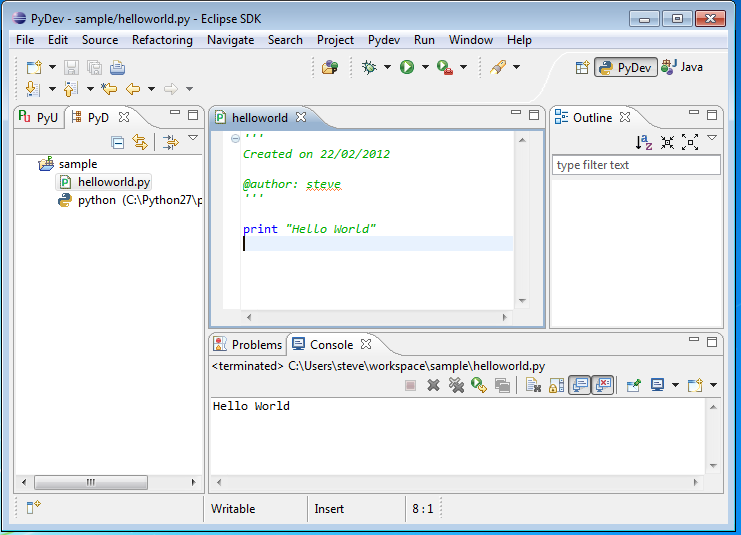 PyDev - sample/helloworld.py - Eclipse SDK
File Edit Source Refactoring Navigate Search Project Pydev Run Window Help
PyDev Java
PyU PyD
sample
helloworld.py
python (C:\Python27\p
helloworld
'''
Created on 22/02/2012
@author: steve
'''
print "Hello World"
Outline
type filter text
Problems Console
<terminated> C:\Users\steve\workspace\sample\helloworld.py
Hello World
Writable Insert 8 : 1